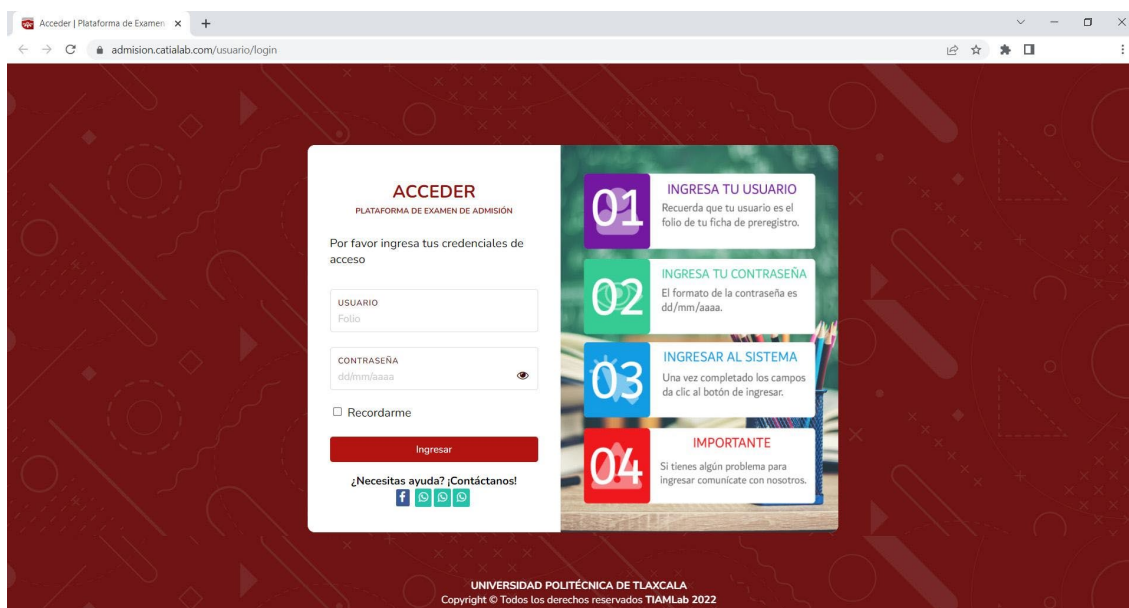 Acceder | Plataforma de Examen
admision.catialab.com/usuario/login
ACCEDER
PLATAFORMA DE EXAMEN DE ADMISIÓN
Por favor ingresa tus credenciales de
acceso
USUARIO
Folio
CONTRASEÑA
dd/mm/aaaa
Recordarme
Ingresar
¿Necesitas ayuda? ¡Contáctanos!
01
INGRESA TU USUARIO
Recuerda que tu usuario es el
folio de tu ficha de preregistro.
02
INGRESA TU CONTRASEÑA
El formato de la contraseña es
dd/mm/aaaa.
03
INGRESAR AL SISTEMA
Una vez completado los campos
da clic al botón de ingresar.
04
IMPORTANTE
Si tienes algún problema para
ingresar comunícate con nosotros.
UNIVERSIDAD POLITÉCNICA DE TLAXCALA
Copyright © Todos los derechos reservados TIAMLab 2022